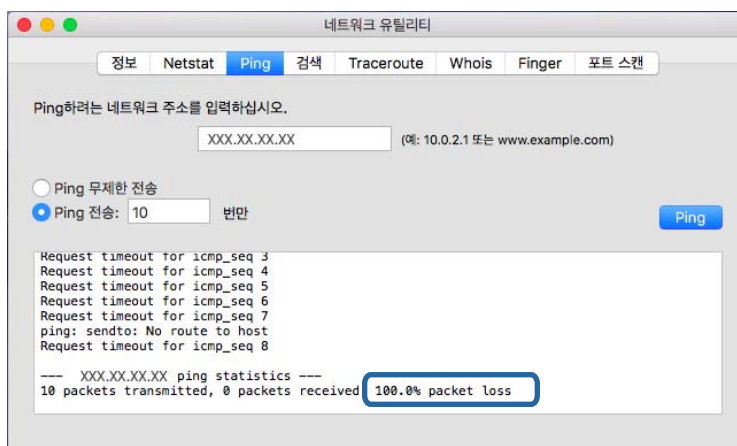 네트워크 유틸리티
정보 Netstat Ping 검색 Traceroute Whois Finger 포트 스캔
Ping하려는 네트워크 주소를 입력하십시오.
XXX.XX.XX.XX (예: 10.0.2.1 또는 www.example.com)
Ping 무제한 전송
Ping 전송: 10 번만
Ping
Request timeout for icmp_seq 3
Request timeout for icmp_seq 4
Request timeout for icmp_seq 5
Request timeout for icmp_seq 6
Request timeout for icmp_seq 7
ping: sendto: No route to host
Request timeout for icmp_seq 8
--- XXX.XX.XX.XX ping statistics ---
10 packets transmitted, 0 packets received 100.0% packet loss